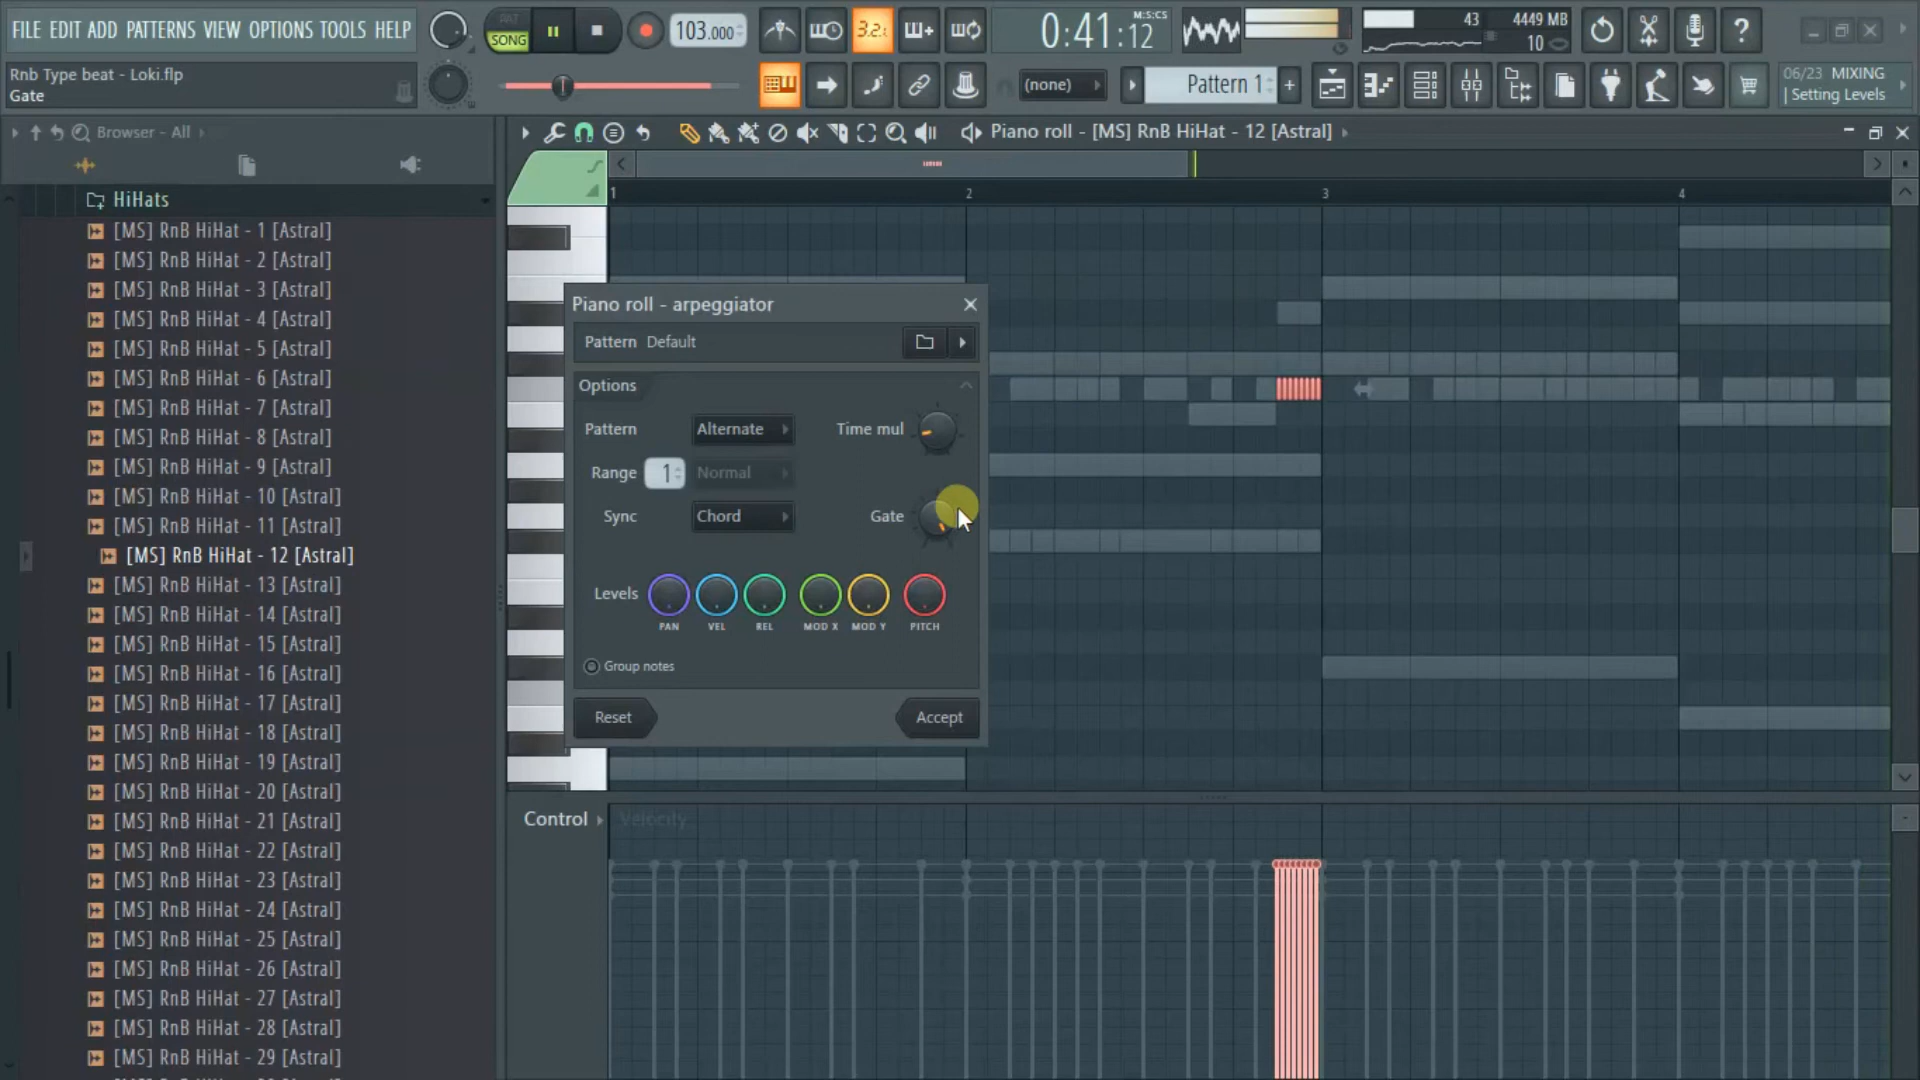 FILE EDIT ADD PATTERNS VIEW OPTIONS TOOLS HELP
PAT
SONG
103.000
3.2.
0:41:12
M:S:CS
43
4449 MB
10
Rnb Type beat - Loki.flp
Gate
(none)
Pattern 1
+
06/23 MIXING
| Setting Levels
Browser - All
Piano roll - [MS] RnB HiHat - 12 [Astral]
HiHats
[MS] RnB HiHat - 1 [Astral]
[MS] RnB HiHat - 2 [Astral]
[MS] RnB HiHat - 3 [Astral]
[MS] RnB HiHat - 4 [Astral]
[MS] RnB HiHat - 5 [Astral]
[MS] RnB HiHat - 6 [Astral]
[MS] RnB HiHat - 7 [Astral]
[MS] RnB HiHat - 8 [Astral]
[MS] RnB HiHat - 9 [Astral]
[MS] RnB HiHat - 10 [Astral]
[MS] RnB HiHat - 11 [Astral]
[MS] RnB HiHat - 12 [Astral]
[MS] RnB HiHat - 13 [Astral]
[MS] RnB HiHat - 14 [Astral]
[MS] RnB HiHat - 15 [Astral]
[MS] RnB HiHat - 16 [Astral]
[MS] RnB HiHat - 17 [Astral]
[MS] RnB HiHat - 18 [Astral]
[MS] RnB HiHat - 19 [Astral]
[MS] RnB HiHat - 20 [Astral]
[MS] RnB HiHat - 21 [Astral]
[MS] RnB HiHat - 22 [Astral]
[MS] RnB HiHat - 23 [Astral]
[MS] RnB HiHat - 24 [Astral]
[MS] RnB HiHat - 25 [Astral]
[MS] RnB HiHat - 26 [Astral]
[MS] RnB HiHat - 27 [Astral]
[MS] RnB HiHat - 28 [Astral]
[MS] RnB HiHat - 29 [Astral]
1 2 3 4
Piano roll - arpeggiator
Pattern Default
Options
Pattern Alternate Time mul
Range 1 Normal
Sync Chord Gate
Levels
PAN VEL REL MOD X MOD Y PITCH
Group notes
Reset Accept
Control Velocity